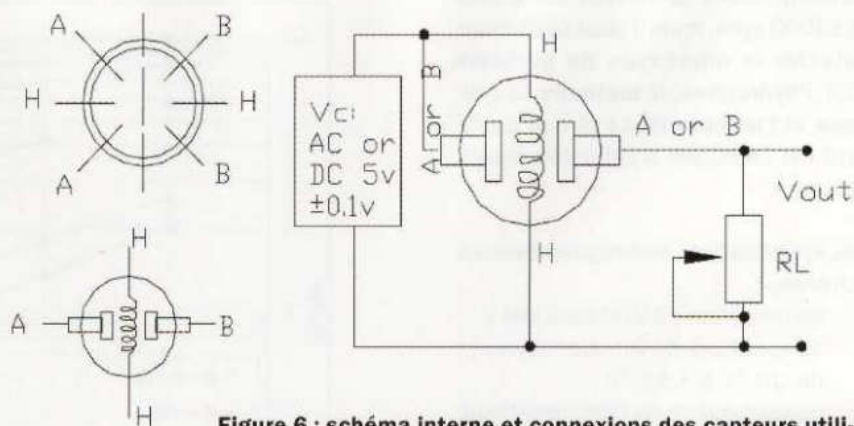 A
B
H
H
A
B
H
A
B
H
Vci
AC or
DC 5v
±0.1v
A or B
H
H
A or B
Vout
RL
Figure 6 : schéma interne et connexions des capteurs utili-